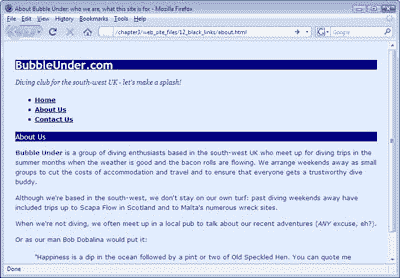 About Bubble Under: who we are, what this site is for - Mozilla Firefox
File Edit View History Bookmarks Tools Help
/chapter3/web_site_files/12_black_links/about.html
Google
BubbleUnder.com
Diving club for the south-west UK - let's make a splash!
Home
About Us
Contact Us
About Us
Bubble Under is a group of diving enthusiasts based in the south-west UK who meet up for diving trips in the
summer months when the weather is good and the bacon rolls are flowing. We arrange weekends away as small
groups to cut the costs of accommodation and travel and to ensure that everyone gets a trustworthy dive
buddy.
Although we're based in the south-west, we don't stay on our own turf: past diving weekends away have
included trips up to Scapa Flow in Scotland and to Malta's numerous wreck sites.
When we're not diving, we often meet up in a local pub to talk about our recent adventures (ANY excuse, eh?).
Or as our man Bob Dobalina would put it:
"Happiness is a dip in the ocean followed by a pint or two of Old Speckled Hen. You can quote me
Done